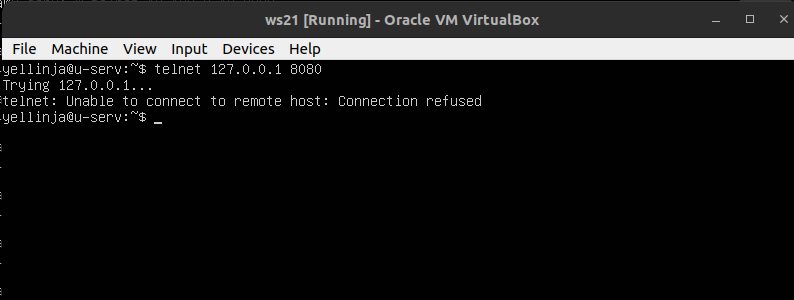 ws21 [Running] - Oracle VM VirtualBox
File Machine View Input Devices Help
yellinja@u-serv:~$ telnet 127.0.0.1 8080
Trying 127.0.0.1...
telnet: Unable to connect to remote host: Connection refused
yellinja@u-serv:~$ _